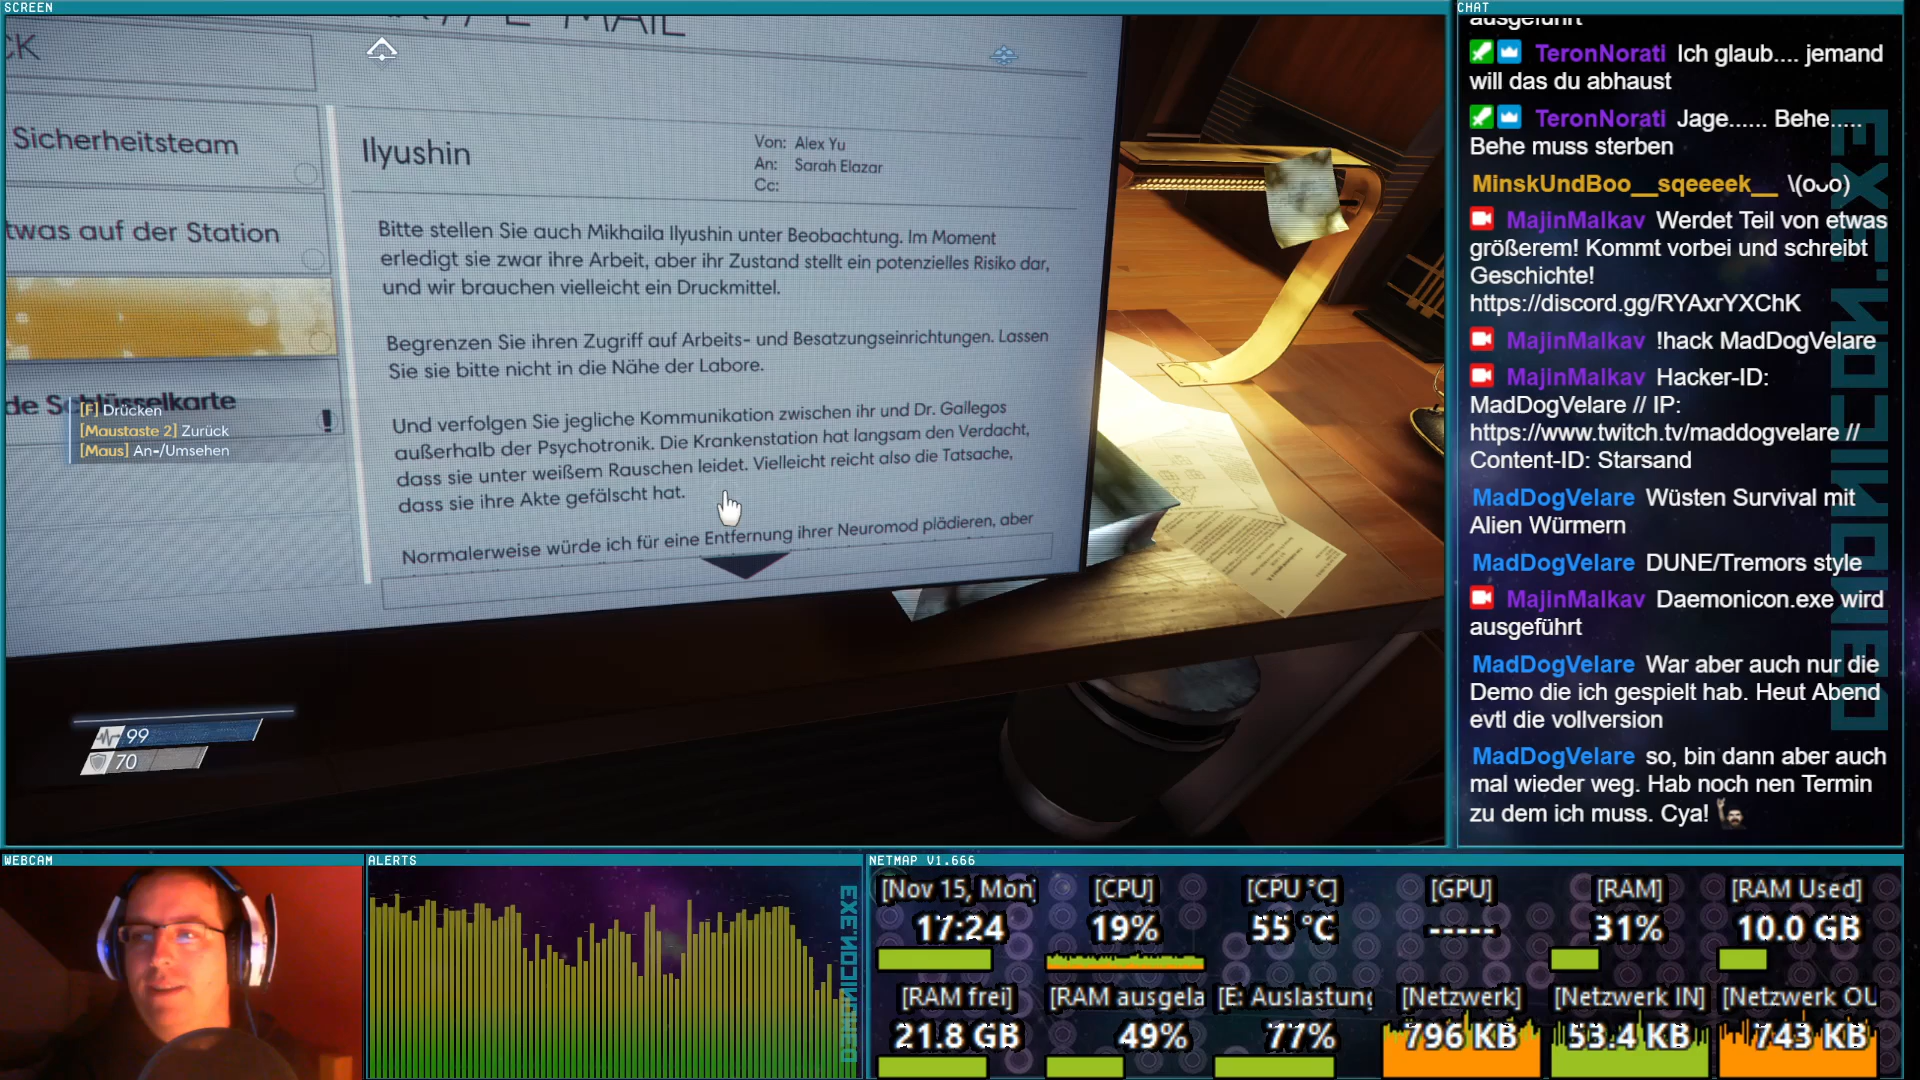 SCREEN
CHAT
E-MAIL
CK
Sicherheitsteam
twas auf der Station
de Schlüsselkarte
!
[F] Drücken
[Maustaste 2] Zurück
[Maus] An-/Umsehen
Ilyushin
Von: Alex Yu
An: Sarah Elazar
Cc:
Bitte stellen Sie auch Mikhaila Ilyushin unter Beobachtung. Im Moment
erledigt sie zwar ihre Arbeit, aber ihr Zustand stellt ein potenzielles Risiko dar,
und wir brauchen vielleicht ein Druckmittel.
Begrenzen Sie ihren Zugriff auf Arbeits- und Besatzungseinrichtungen. Lassen
Sie sie bitte nicht in die Nähe der Labore.
Und verfolgen Sie jegliche Kommunikation zwischen ihr und Dr. Gallegos
außerhalb der Psychotronik. Die Krankenstation hat langsam den Verdacht,
dass sie unter weißem Rauschen leidet. Vielleicht reicht also die Tatsache,
dass sie ihre Akte gefälscht hat.
Normalerweise würde ich für eine Entfernung ihrer Neuromod plädieren, aber
99
70
ausgeführt
TeronNorati Ich glaub.... jemand
will das du abhaust
TeronNorati Jage...... Behe.....
Behe muss sterben
MinskUndBoo__sqeeeek__ \(oᴗo)
MajinMalkav Werdet Teil von etwas
größerem! Kommt vorbei und schreibt
Geschichte!
https://discord.gg/RYAxrYXChK
MajinMalkav !hack MadDogVelare
MajinMalkav Hacker-ID:
MadDogVelare // IP:
https://www.twitch.tv/maddogvelare //
Content-ID: Starsand
MadDogVelare Wüsten Survival mit
Alien Würmern
MadDogVelare DUNE/Tremors style
MajinMalkav Daemonicon.exe wird
ausgeführt
MadDogVelare War aber auch nur die
Demo die ich gespielt hab. Heut Abend
evtl die vollversion
MadDogVelare so, bin dann aber auch
mal wieder weg. Hab noch nen Termin
zu dem ich muss. Cya!
WEBCAM
ALERTS
NETMAP V1.666
[Nov 15, Mon]
17:24
[CPU]
19%
[CPU °C]
55 °C
[GPU]
-----
[RAM]
31%
[RAM Used]
10.0 GB
[RAM frei]
21.8 GB
[RAM ausgela
49%
[E: Auslastung
77%
[Netzwerk]
796 KB
[Netzwerk IN]
53.4 KB
[Netzwerk OU
743 KB